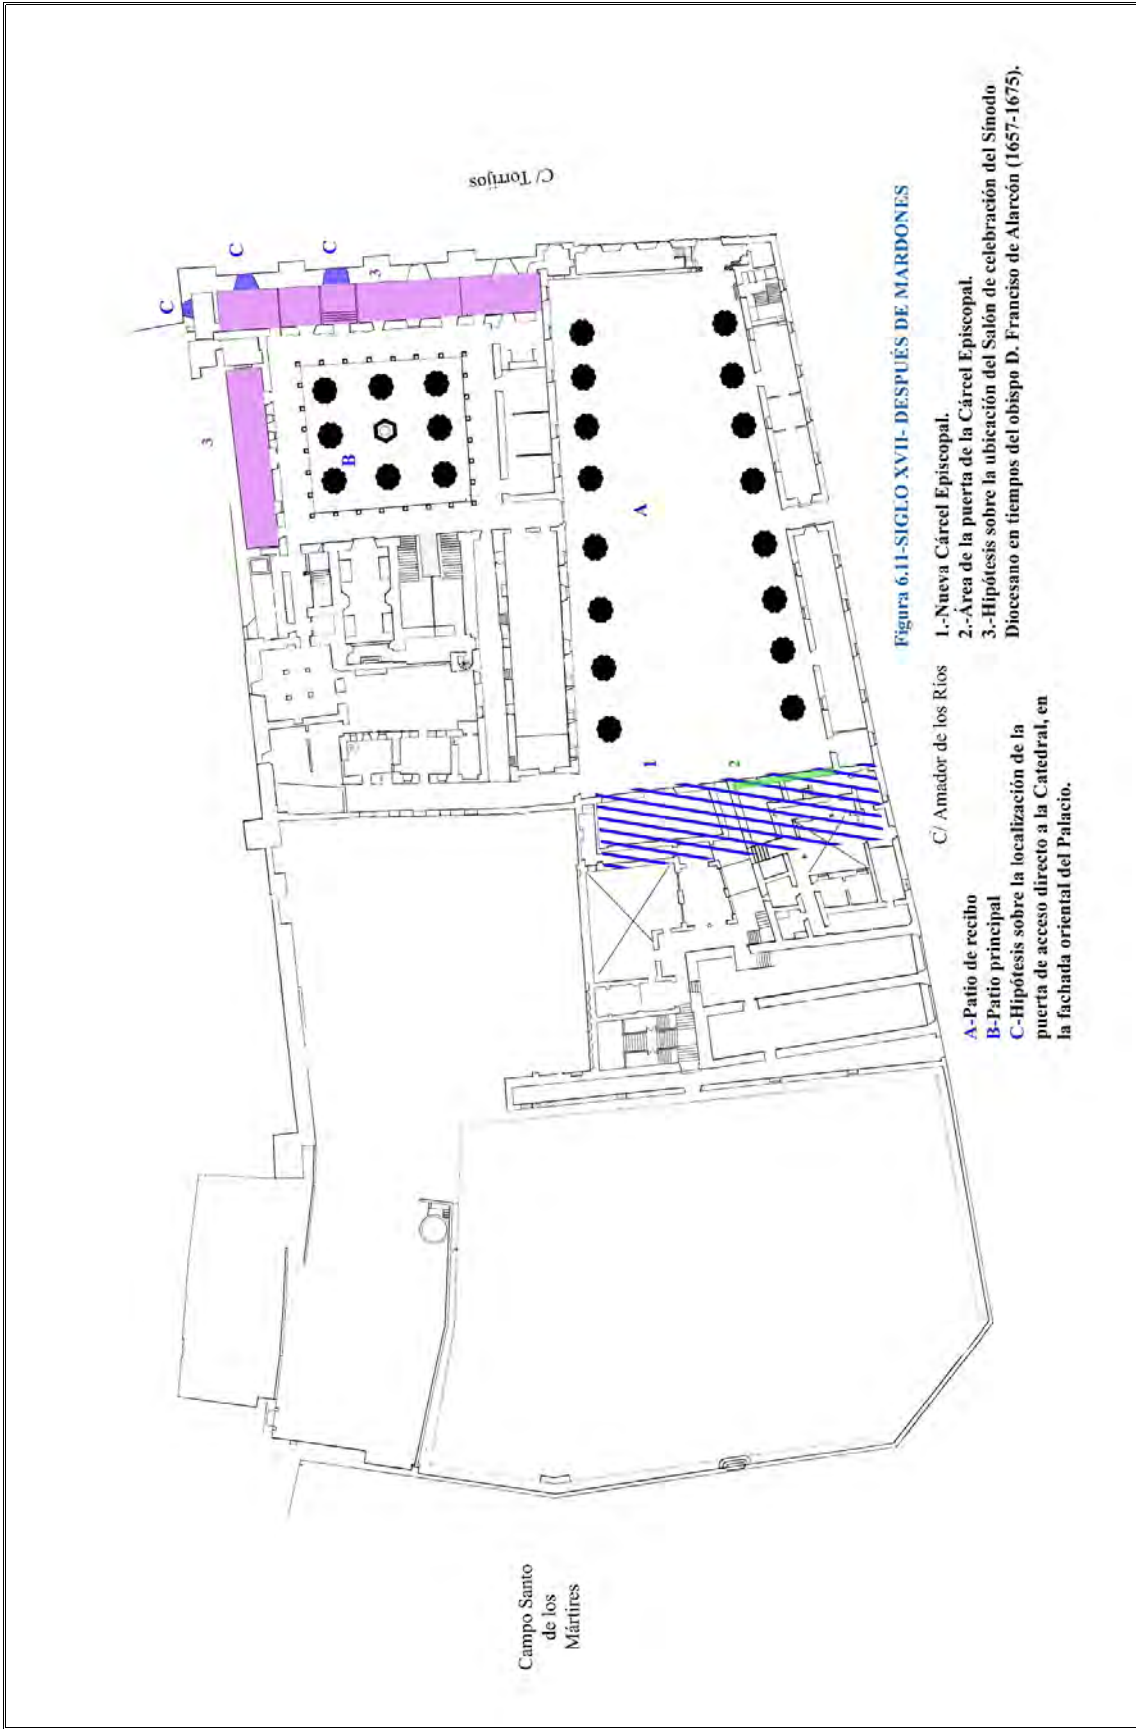 C/ Torrijos
C
C
C
3
3
B
A
1
2
Campo Santo
de los
Mártires
C/ Amador de los Ríos
Figura 6.11-SIGLO XVII- DESPUÉS DE MARDONES
1.-Nueva Cárcel Episcopal.
2.-Área de la puerta de la Cárcel Episcopal.
3.-Hipótesis sobre la ubicación del Salón de celebración del Sínodo
Diocesano en tiempos del obispo D. Franciso de Alarcón (1657-1675).
A-Patio de recibo
B-Patio principal
C-Hipótesis sobre la localización de la
puerta de acceso directo a la Catedral, en
la fachada oriental del Palacio.